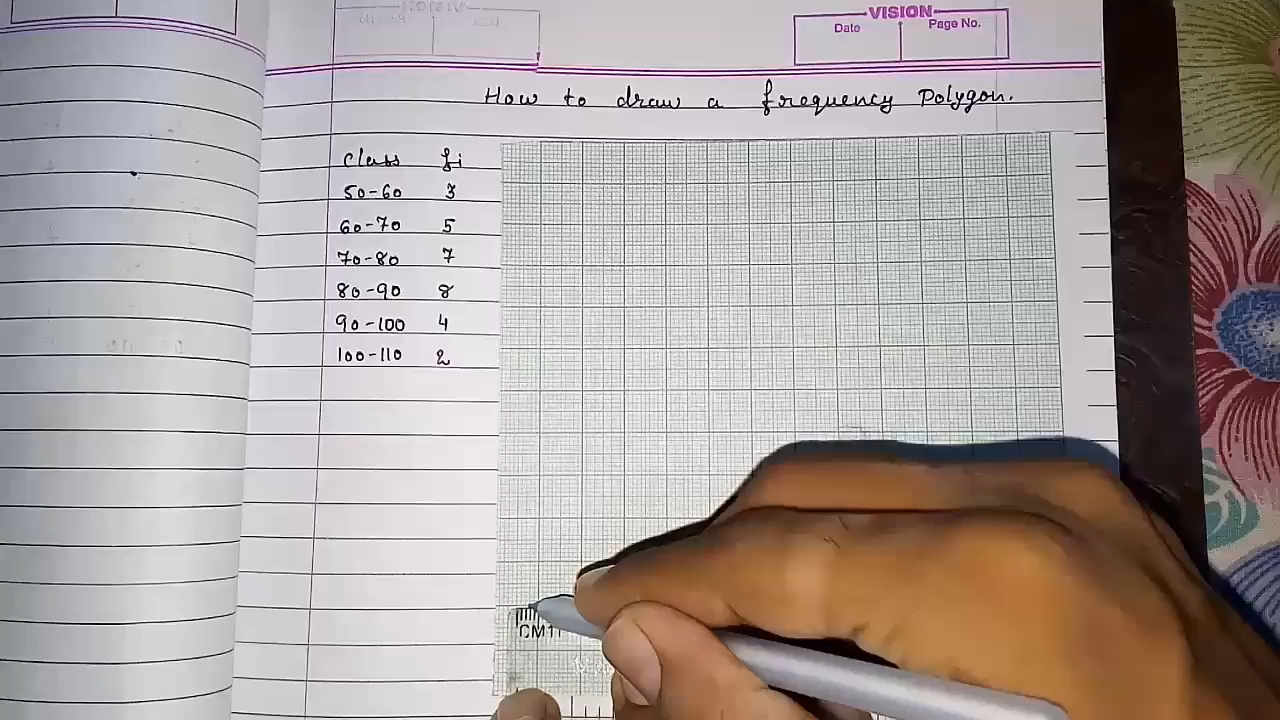 VISION
Date Page No.
How to draw a frequency Polygon.
Class fi
50-60 3
60-70 5
70-80 7
80-90 8
90-100 4
100-110 2
CM1